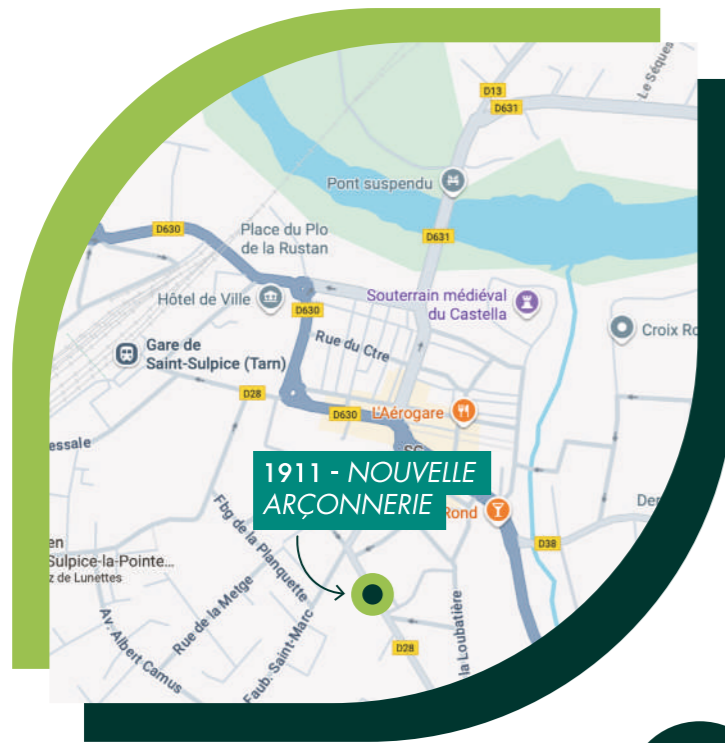 Le Séques
D13
D631
Pont suspendu
D630
Place du Plo
de la Rustan
D631
Hôtel de Ville
Souterrain médiéval
du Castella
D630
Croix Ro
Rue du Ctre
Gare de
Saint-Sulpice (Tarn)
D28
D630
L'Aérogare
essale
1911 - NOUVELLE
ARÇONNERIE
Rond
Der
Fbg de la Planquette
D38
en
Sulpice-la-Pointe...
z de Lunettes
Rue de la Metge
Av. Albert Camus
Faub. Saint-Marc
la Loubatière
D28